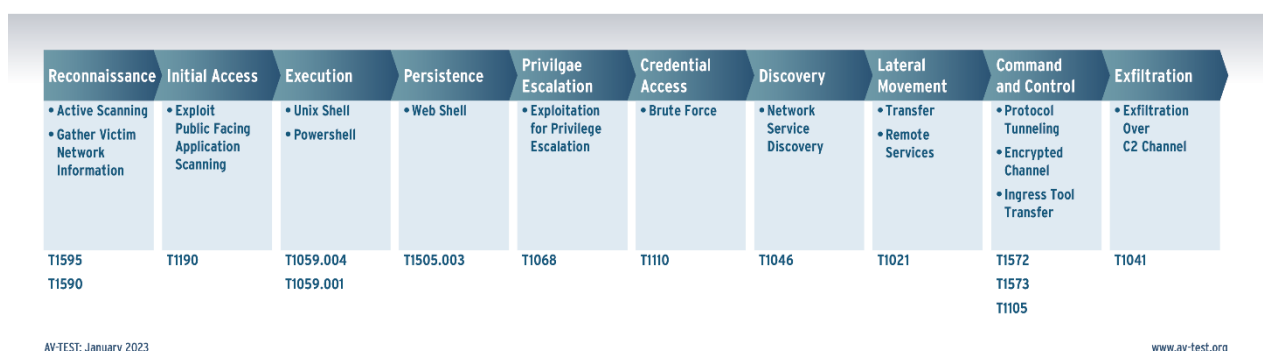 Reconnaissance
Initial Access
Execution
Persistence
Privilgae
Escalation
Credential
Access
Discovery
Lateral
Movement
Command
and Control
Exfiltration
• Active Scanning
• Gather Victim
Network
Information
• Exploit
Public Facing
Application
Scanning
• Unix Shell
• Powershell
• Web Shell
• Exploitation
for Privilege
Escalation
• Brute Force
• Network
Service
Discovery
• Transfer
• Remote
Services
• Protocol
Tunneling
• Encrypted
Channel
• Ingress Tool
Transfer
• Exfiltration
Over
C2 Channel
T1595
T1590
T1190
T1059.004
T1059.001
T1505.003
T1068
T1110
T1046
T1021
T1572
T1573
T1105
T1041
AV-TEST: January 2023
www.av-test.org